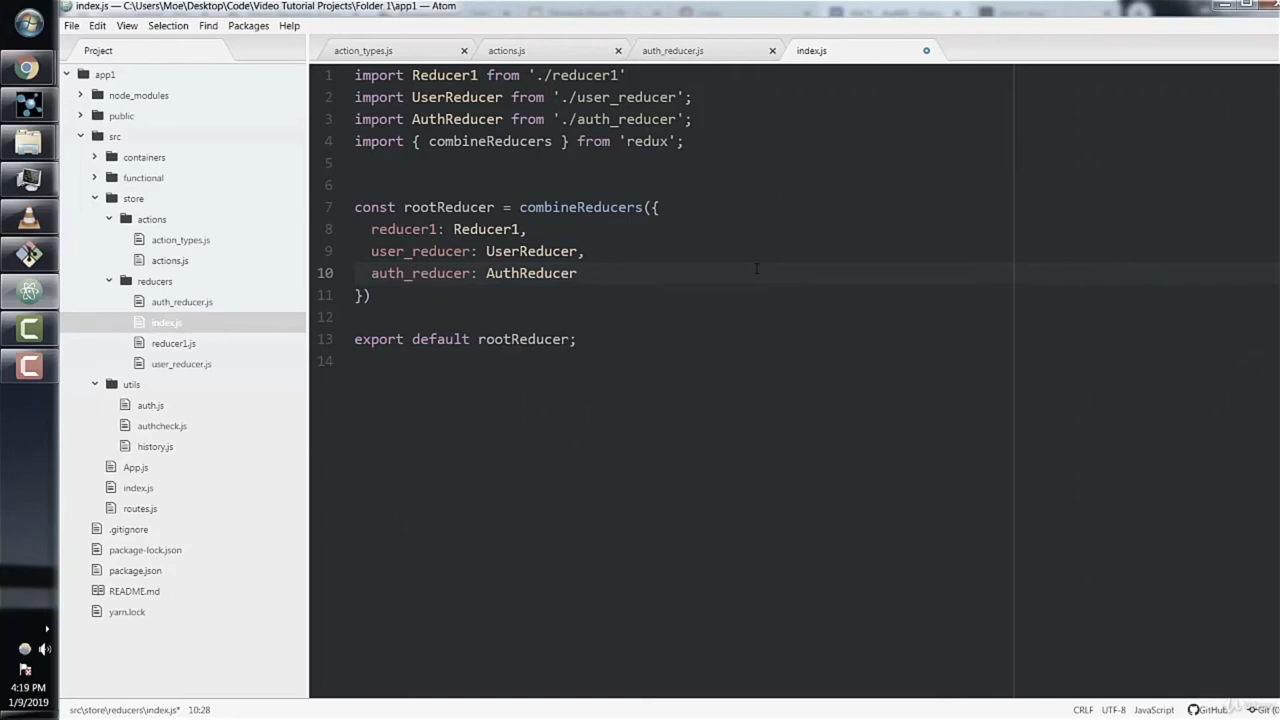 index.js — C:\Users\Moe\Desktop\Code\Video Tutorial Projects\Folder 1\app1 — Atom
File Edit View Selection Find Packages Help
Project
app1
node_modules
public
src
containers
functional
store
actions
action_types.js
actions.js
reducers
auth_reducer.js
index.js
reducer1.js
user_reducer.js
utils
auth.js
authcheck.js
history.js
App.js
index.js
routes.js
.gitignore
package-lock.json
package.json
README.md
yarn.lock
action_types.js actions.js auth_reducer.js index.js
1 import Reducer1 from './reducer1'
2 import UserReducer from './user_reducer';
3 import AuthReducer from './auth_reducer';
4 import { combineReducers } from 'redux';
5
6
7 const rootReducer = combineReducers({
8 reducer1: Reducer1,
9 user_reducer: UserReducer,
10 auth_reducer: AuthReducer
11 })
12
13 export default rootReducer;
14
4:19 PM
1/9/2019
src\store\reducers\index.js* 10:28 CRLF UTF-8 JavaScript GitHub Git (0